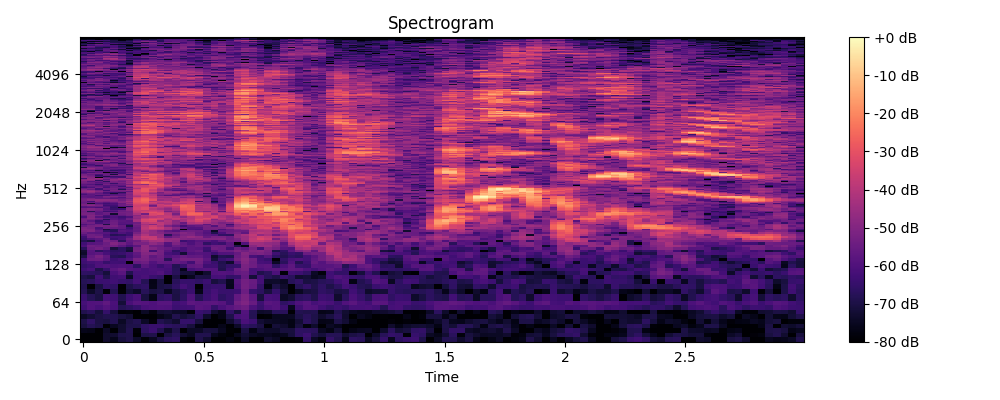 Spectrogram
Hz
4096
2048
1024
512
256
128
64
0
0
0.5
1
1.5
2
2.5
Time
+0 dB
-10 dB
-20 dB
-30 dB
-40 dB
-50 dB
-60 dB
-70 dB
-80 dB